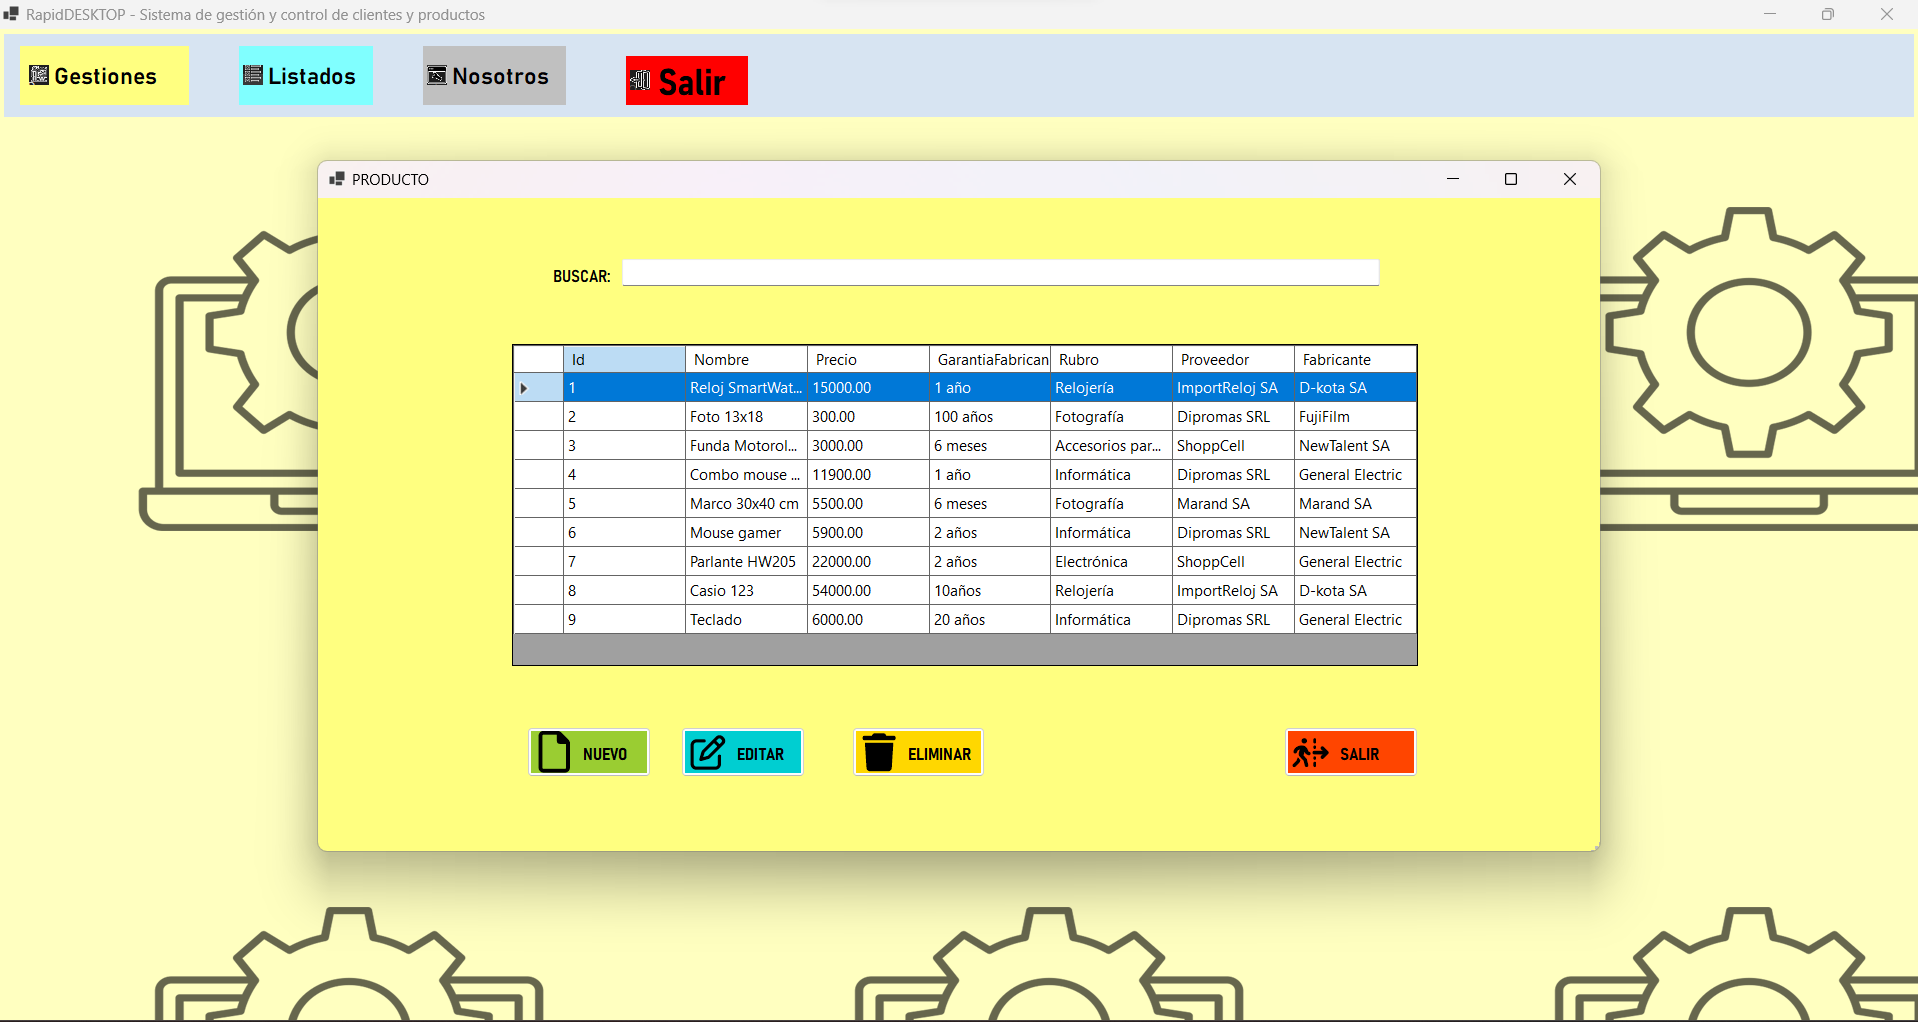 RapidDESKTOP - Sistema de gestión y control de clientes y productos
Gestiones Listados Nosotros Salir
PRODUCTO
BUSCAR:
Id Nombre Precio GarantiaFabrican Rubro Proveedor Fabricante
1 Reloj SmartWat... 15000.00 1 año Relojería ImportReloj SA D-kota SA
2 Foto 13x18 300.00 100 años Fotografía Dipromas SRL FujiFilm
3 Funda Motorol... 3000.00 6 meses Accesorios par... ShoppCell NewTalent SA
4 Combo mouse ... 11900.00 1 año Informática Dipromas SRL General Electric
5 Marco 30x40 cm 5500.00 6 meses Fotografía Marand SA Marand SA
6 Mouse gamer 5900.00 2 años Informática Dipromas SRL NewTalent SA
7 Parlante HW205 22000.00 2 años Electrónica ShoppCell General Electric
8 Casio 123 54000.00 10años Relojería ImportReloj SA D-kota SA
9 Teclado 6000.00 20 años Informática Dipromas SRL General Electric
NUEVO EDITAR ELIMINAR SALIR